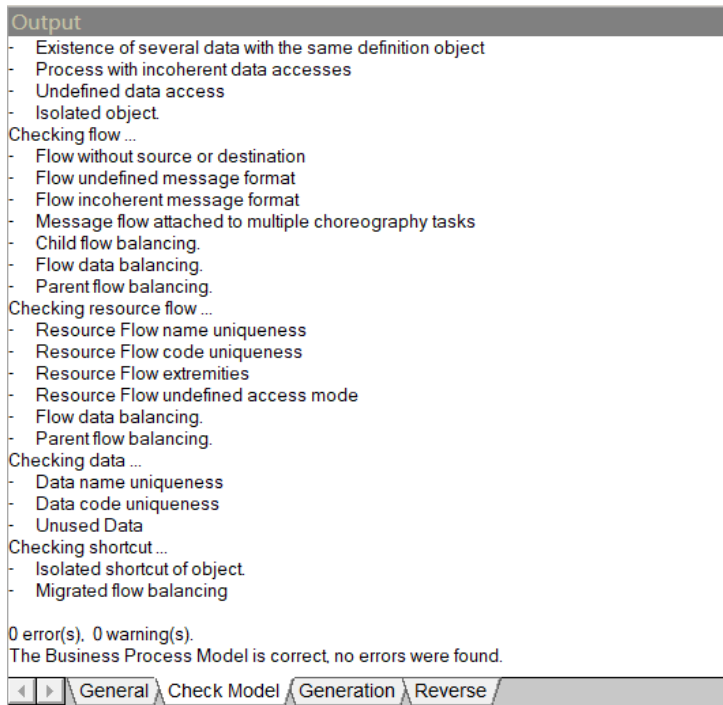 Output
- Existence of several data with the same definition object
- Process with incoherent data accesses
- Undefined data access
- Isolated object.
Checking flow ...
- Flow without source or destination
- Flow undefined message format
- Flow incoherent message format
- Message flow attached to multiple choreography tasks
- Child flow balancing.
- Flow data balancing.
- Parent flow balancing.
Checking resource flow ...
- Resource Flow name uniqueness
- Resource Flow code uniqueness
- Resource Flow extremities
- Resource Flow undefined access mode
- Flow data balancing.
- Parent flow balancing.
Checking data ...
- Data name uniqueness
- Data code uniqueness
- Unused Data
Checking shortcut ...
- Isolated shortcut of object.
- Migrated flow balancing
0 error(s), 0 warning(s).
The Business Process Model is correct, no errors were found.
General Check Model Generation Reverse